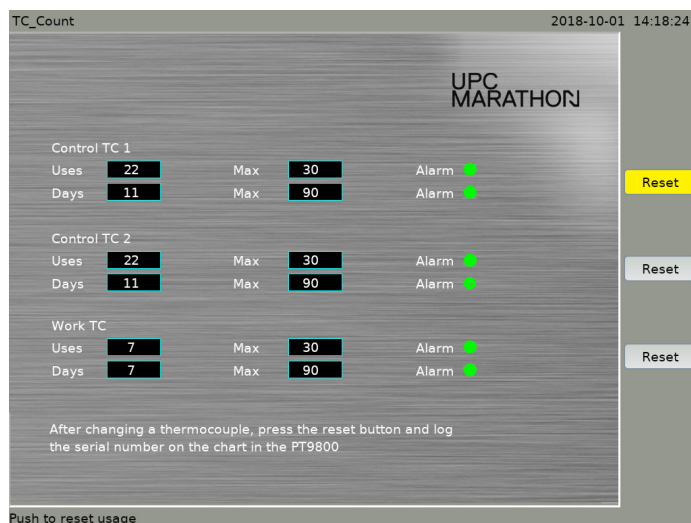 TC_Count 2018-10-01 14:18:24
UPC
MARATHON
Control TC 1
Uses 22 Max 30 Alarm
Reset
Days 11 Max 90 Alarm
Control TC 2
Uses 22 Max 30 Alarm
Reset
Days 11 Max 90 Alarm
Work TC
Uses 7 Max 30 Alarm
Reset
Days 7 Max 90 Alarm
After changing a thermocouple, press the reset button and log
the serial number on the chart in the PT9800
Push to reset usage